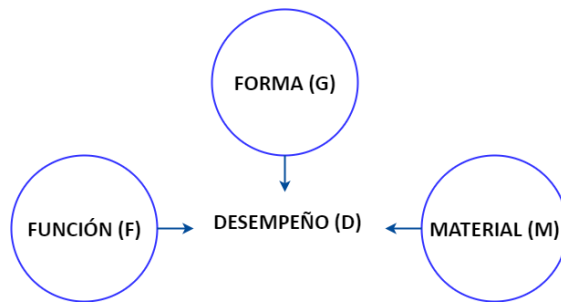 FORMA (G)
FUNCIÓN (F)
DESEMPEÑO (D)
MATERIAL (M)